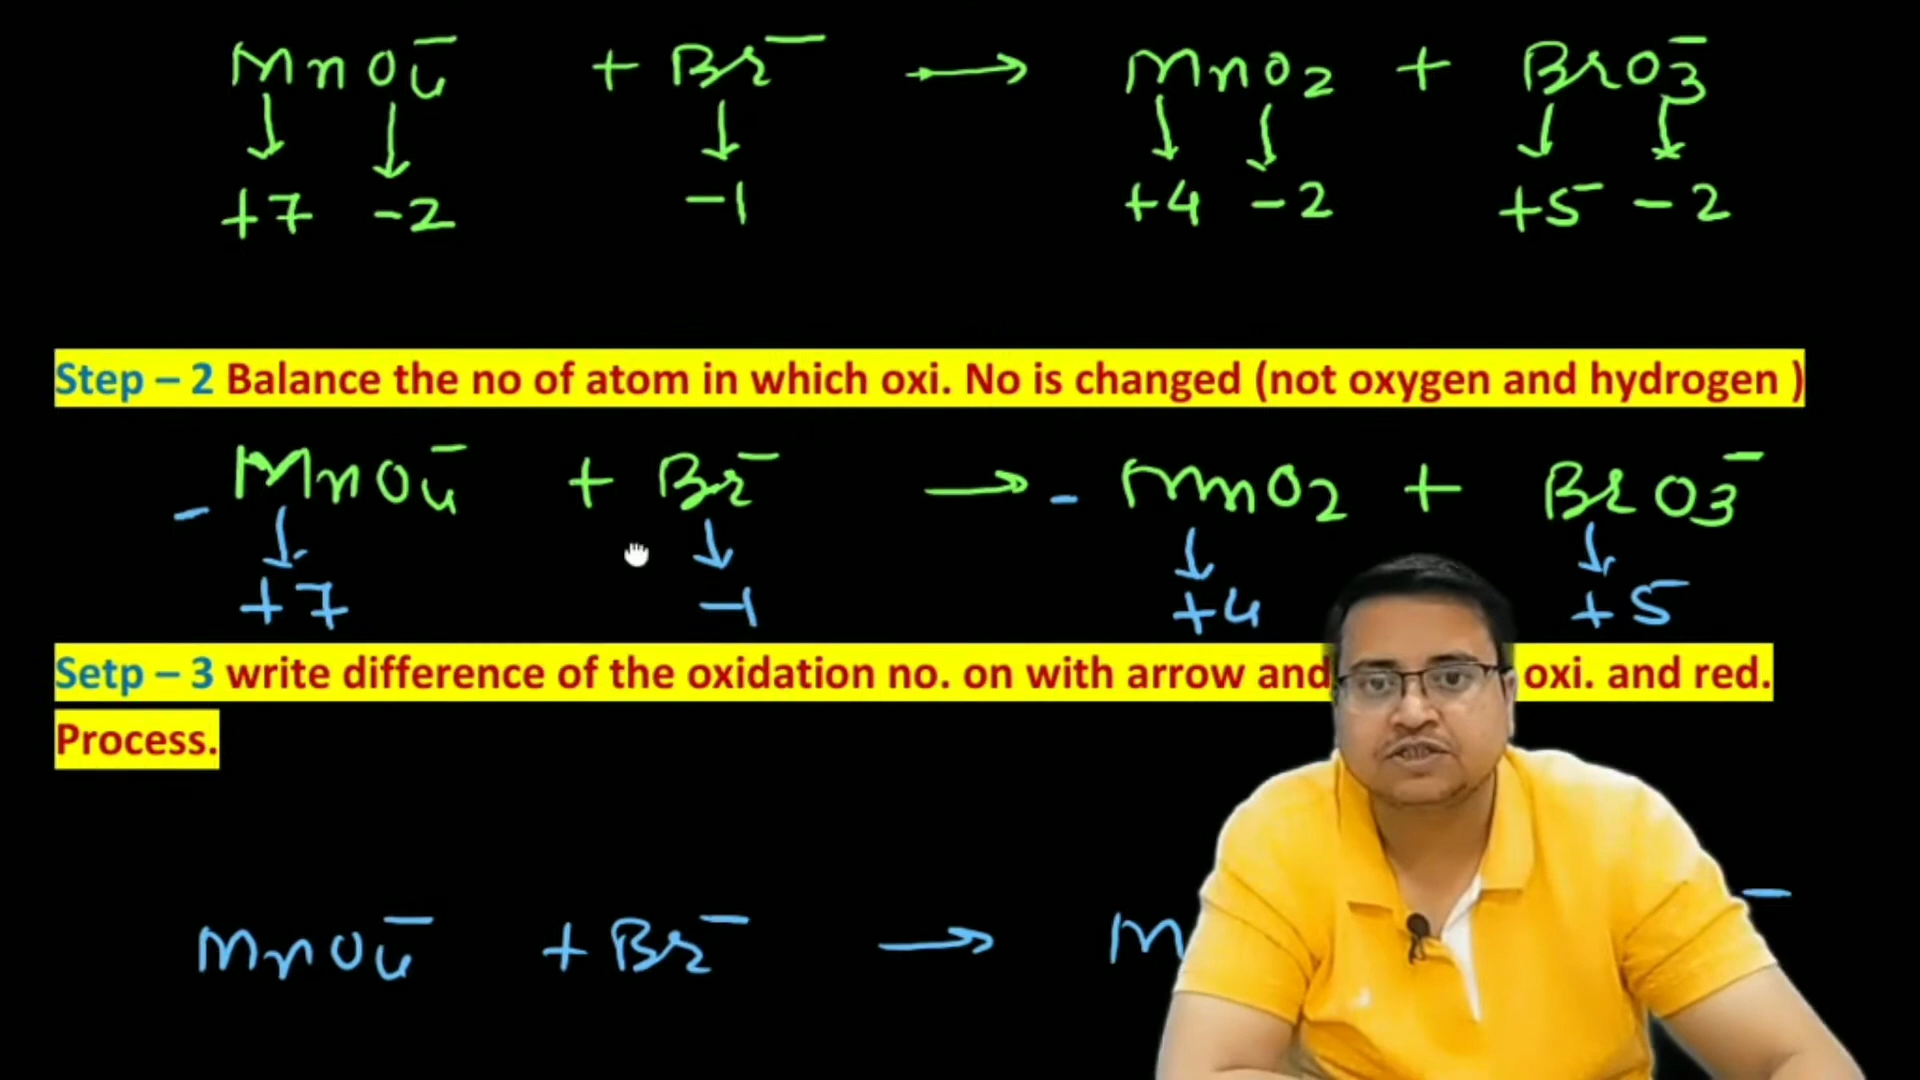 MnO₄⁻ + Br⁻ → MnO₂ + BrO₃⁻
↓ ↓ ↓ ↓ ↓ ↓ ↓
+7 -2 -1 +4 -2 +5 -2
Step – 2 Balance the no of atom in which oxi. No is changed (not oxygen and hydrogen )
- MnO₄⁻ + Br⁻ → - MnO₂ + BrO₃⁻
↓ ↓ ↓ ↓
+7 -1 +4 +5
Setp – 3 write difference of the oxidation no. on with arrow and oxi. and red.
Process.
MnO₄⁻ + Br⁻ → M –